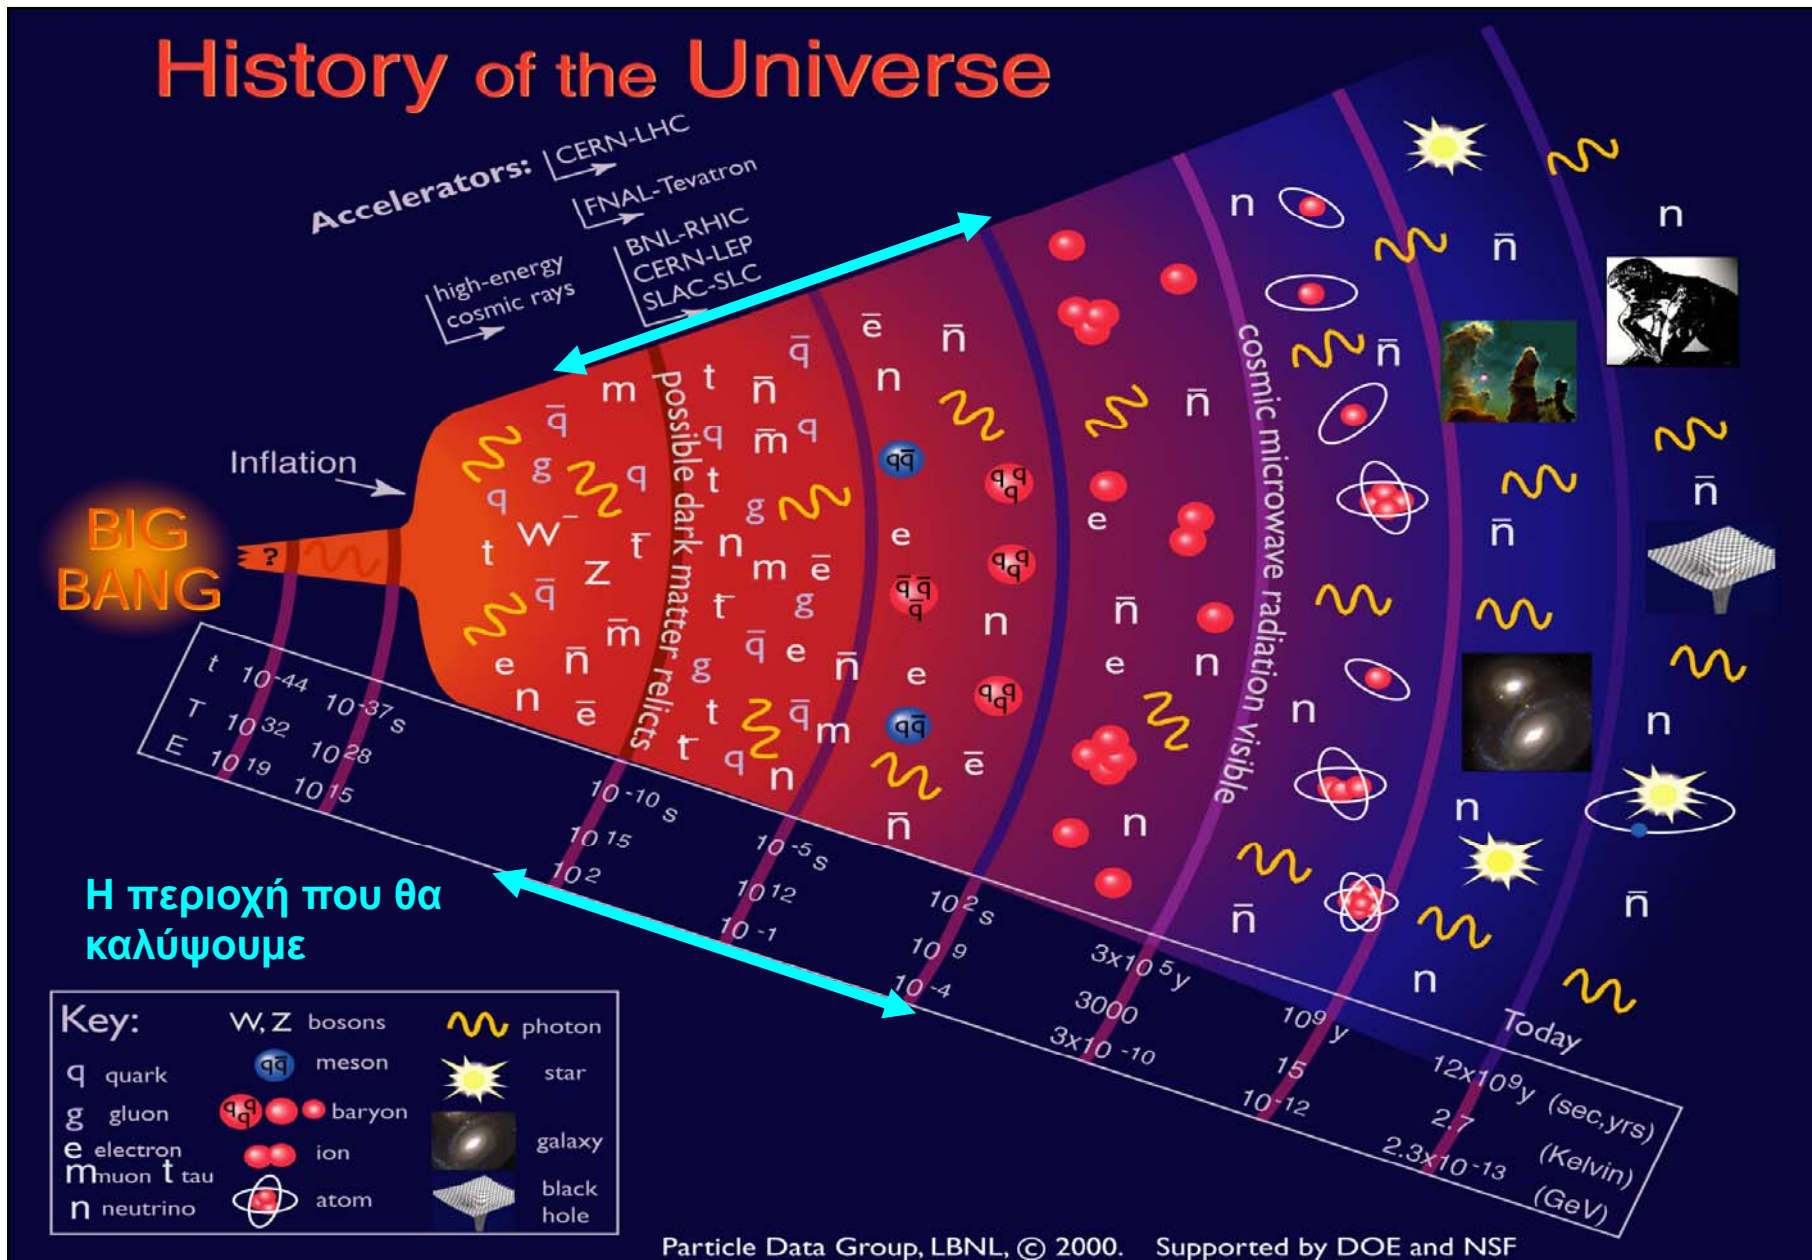 History of the Universe
Accelerators:
CERN-LHC
FNAL-Tevatron
BNL-RHIC
CERN-LEP
SLAC-SLC
high-energy
cosmic rays
Inflation
BIG
BANG
?
possible dark matter relicts
cosmic microwave radiation visible
t 10⁻⁴⁴ 10⁻³⁷ s 10⁻¹⁰ s 10⁻⁵ s 10² s 3x10⁵ y 10⁹ y 12x10⁹ y (sec,yrs)
T 10³² 10²⁸ 10¹⁵ 10¹² 10⁹ 3000 15 2.7 (Kelvin)
E 10¹⁹ 10¹⁵ 10² 10⁻¹ 10⁻⁴ 3x10⁻¹⁰ 10⁻¹² 2.3x10⁻¹³ (GeV)
Today
Η περιοχή που θα
καλύψουμε
Key:
q quark
g gluon
e electron
m muon t tau
n neutrino
W, Z bosons
qq̄ meson
qqq baryon
ion
atom
photon
star
galaxy
black
hole
Particle Data Group, LBNL, © 2000. Supported by DOE and NSF